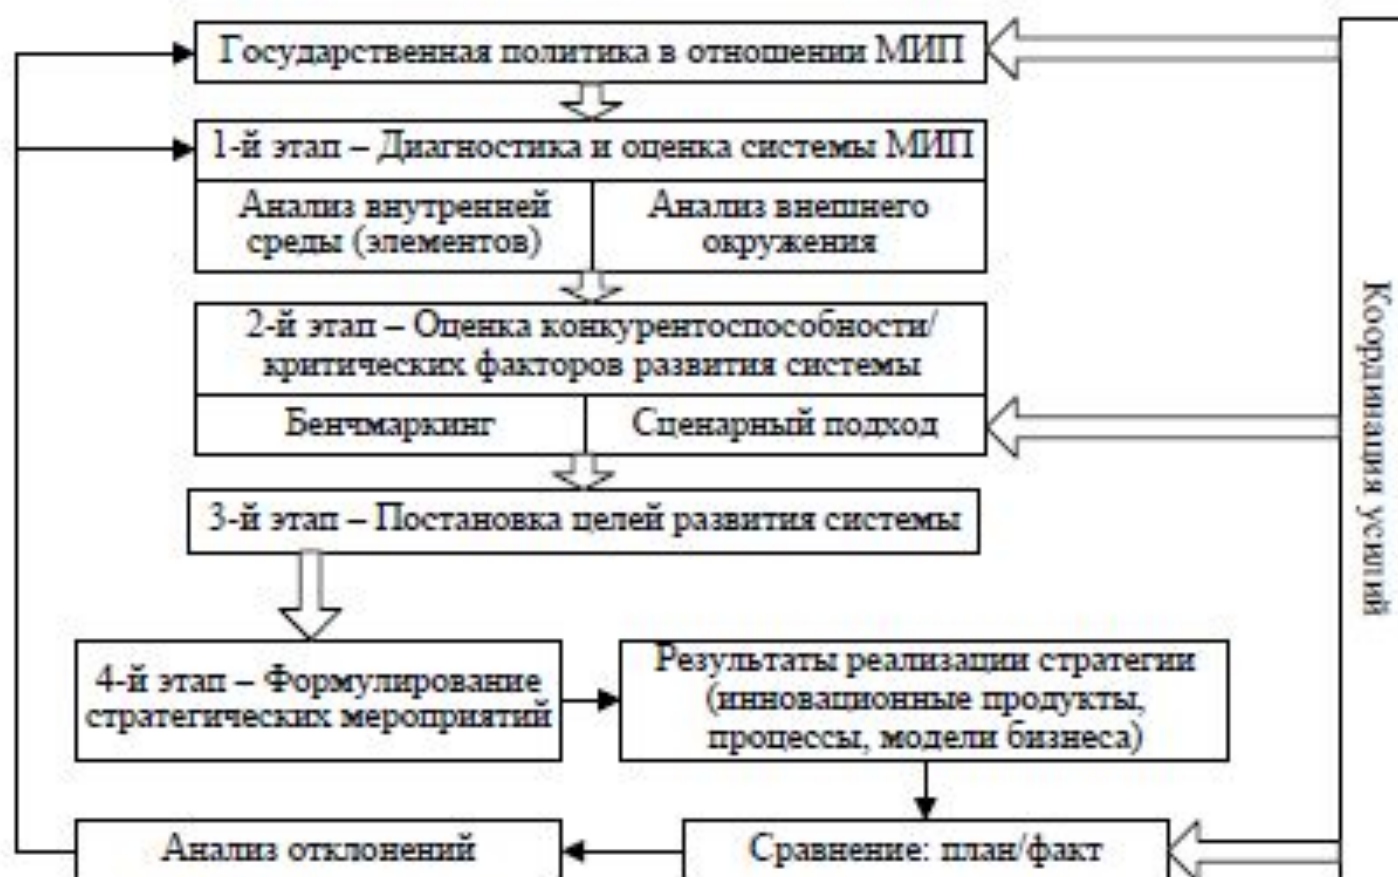 Государственная политика в отношении МИП
1-й этап – Диагностика и оценка системы МИП
Анализ внутренней
среды (элементов)
Анализ внешнего
окружения
2-й этап – Оценка конкурентоспособности/
критических факторов развития системы
Бенчмаркинг
Сценарный подход
3-й этап – Постановка целей развития системы
4-й этап – Формулирование
стратегических мероприятий
Результаты реализации стратегии
(инновационные продукты,
процессы, модели бизнеса)
Анализ отклонений
Сравнение: план/факт
Координация усилий